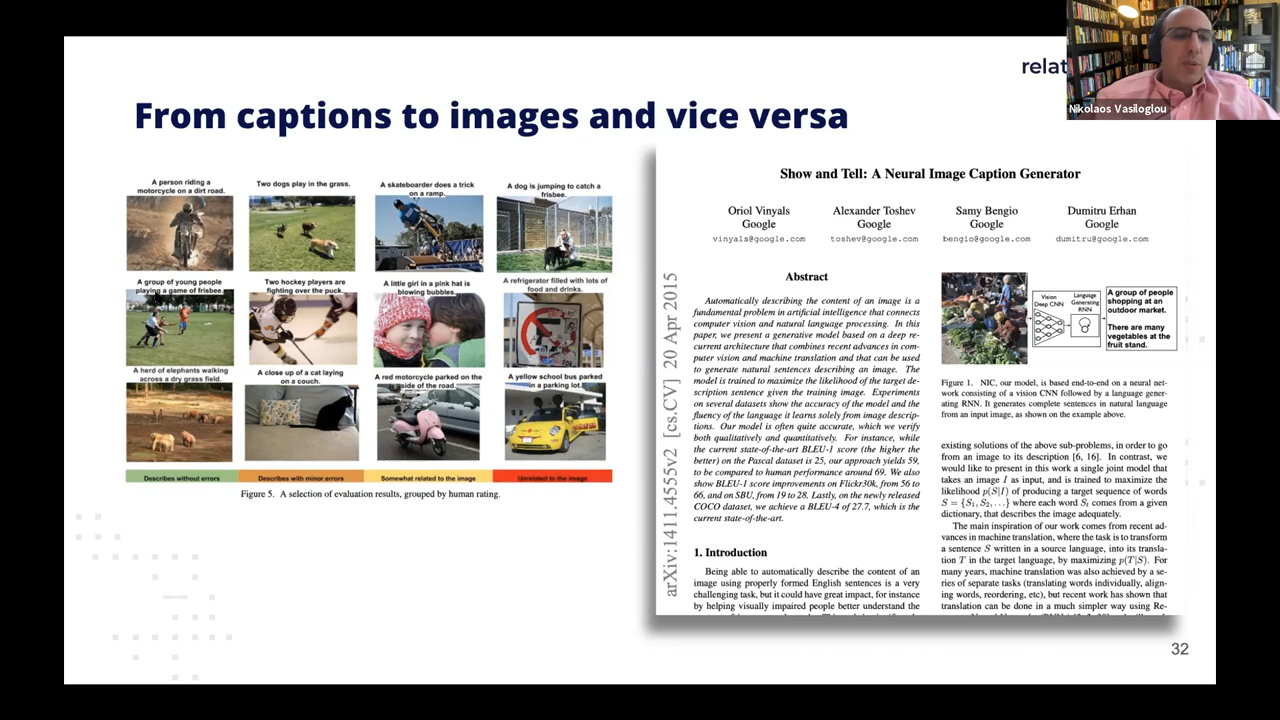 relat
Nikolaos Vasiloglou
From captions to images and vice versa
A person riding a
motorcycle on a dirt road.
Two dogs play in the grass.
A skateboarder does a trick
on a ramp.
A dog is jumping to catch a
frisbee.
A group of young people
playing a game of frisbee.
Two hockey players are
fighting over the puck.
A little girl in a pink hat is
blowing bubbles.
A refrigerator filled with lots of
food and drinks.
A herd of elephants walking
across a dry grass field.
A close up of a cat laying
on a couch.
A red motorcycle parked on the
side of the road.
A yellow school bus parked
in a parking lot.
Describes without errors
Describes with minor errors
Somewhat related to the image
Unrelated to the image
Figure 5. A selection of evaluation results, grouped by human rating.
arXiv:1411.4555v2 [cs.CV] 20 Apr 2015
Show and Tell: A Neural Image Caption Generator
Oriol Vinyals
Google
vinyals@google.com
Alexander Toshev
Google
toshev@google.com
Samy Bengio
Google
bengio@google.com
Dumitru Erhan
Google
dumitru@google.com
Abstract
Automatically describing the content of an image is a
fundamental problem in artificial intelligence that connects
computer vision and natural language processing. In this
paper, we present a generative model based on a deep re-
current architecture that combines recent advances in com-
puter vision and machine translation and that can be used
to generate natural sentences describing an image. The
model is trained to maximize the likelihood of the target de-
scription sentence given the training image. Experiments
on several datasets show the accuracy of the model and the
fluency of the language it learns solely from image descrip-
tions. Our model is often quite accurate, which we verify
both qualitatively and quantitatively. For instance, while
the current state-of-the-art BLEU-1 score (the higher the
better) on the Pascal dataset is 25, our approach yields 59,
to be compared to human performance around 69. We also
show BLEU-1 score improvements on Flickr30k, from 56 to
66, and on SBU, from 19 to 28. Lastly, on the newly released
COCO dataset, we achieve a BLEU-4 of 27.7, which is the
current state-of-the-art.
1. Introduction
Being able to automatically describe the content of an
image using properly formed English sentences is a very
challenging task, but it could have great impact, for instance
by helping visually impaired people better understand the
Vision
Deep CNN
Language
Generating
RNN
A group of people
shopping at an
outdoor market.
There are many
vegetables at the
fruit stand.
Figure 1. NIC, our model, is based end-to-end on a neural net-
work consisting of a vision CNN followed by a language gener-
ating RNN. It generates complete sentences in natural language
from an input image, as shown on the example above.
existing solutions of the above sub-problems, in order to go
from an image to its description [6, 16]. In contrast, we
would like to present in this work a single joint model that
takes an image I as input, and is trained to maximize the
likelihood p(S|I) of producing a target sequence of words
S = {S1, S2, . . .} where each word St comes from a given
dictionary, that describes the image adequately.
The main inspiration of our work comes from recent ad-
vances in machine translation, where the task is to transform
a sentence S written in a source language, into its transla-
tion T in the target language, by maximizing p(T|S). For
many years, machine translation was also achieved by a se-
ries of separate tasks (translating words individually, align-
ing words, reordering, etc), but recent work has shown that
translation can be done in a much simpler way using Re-
32